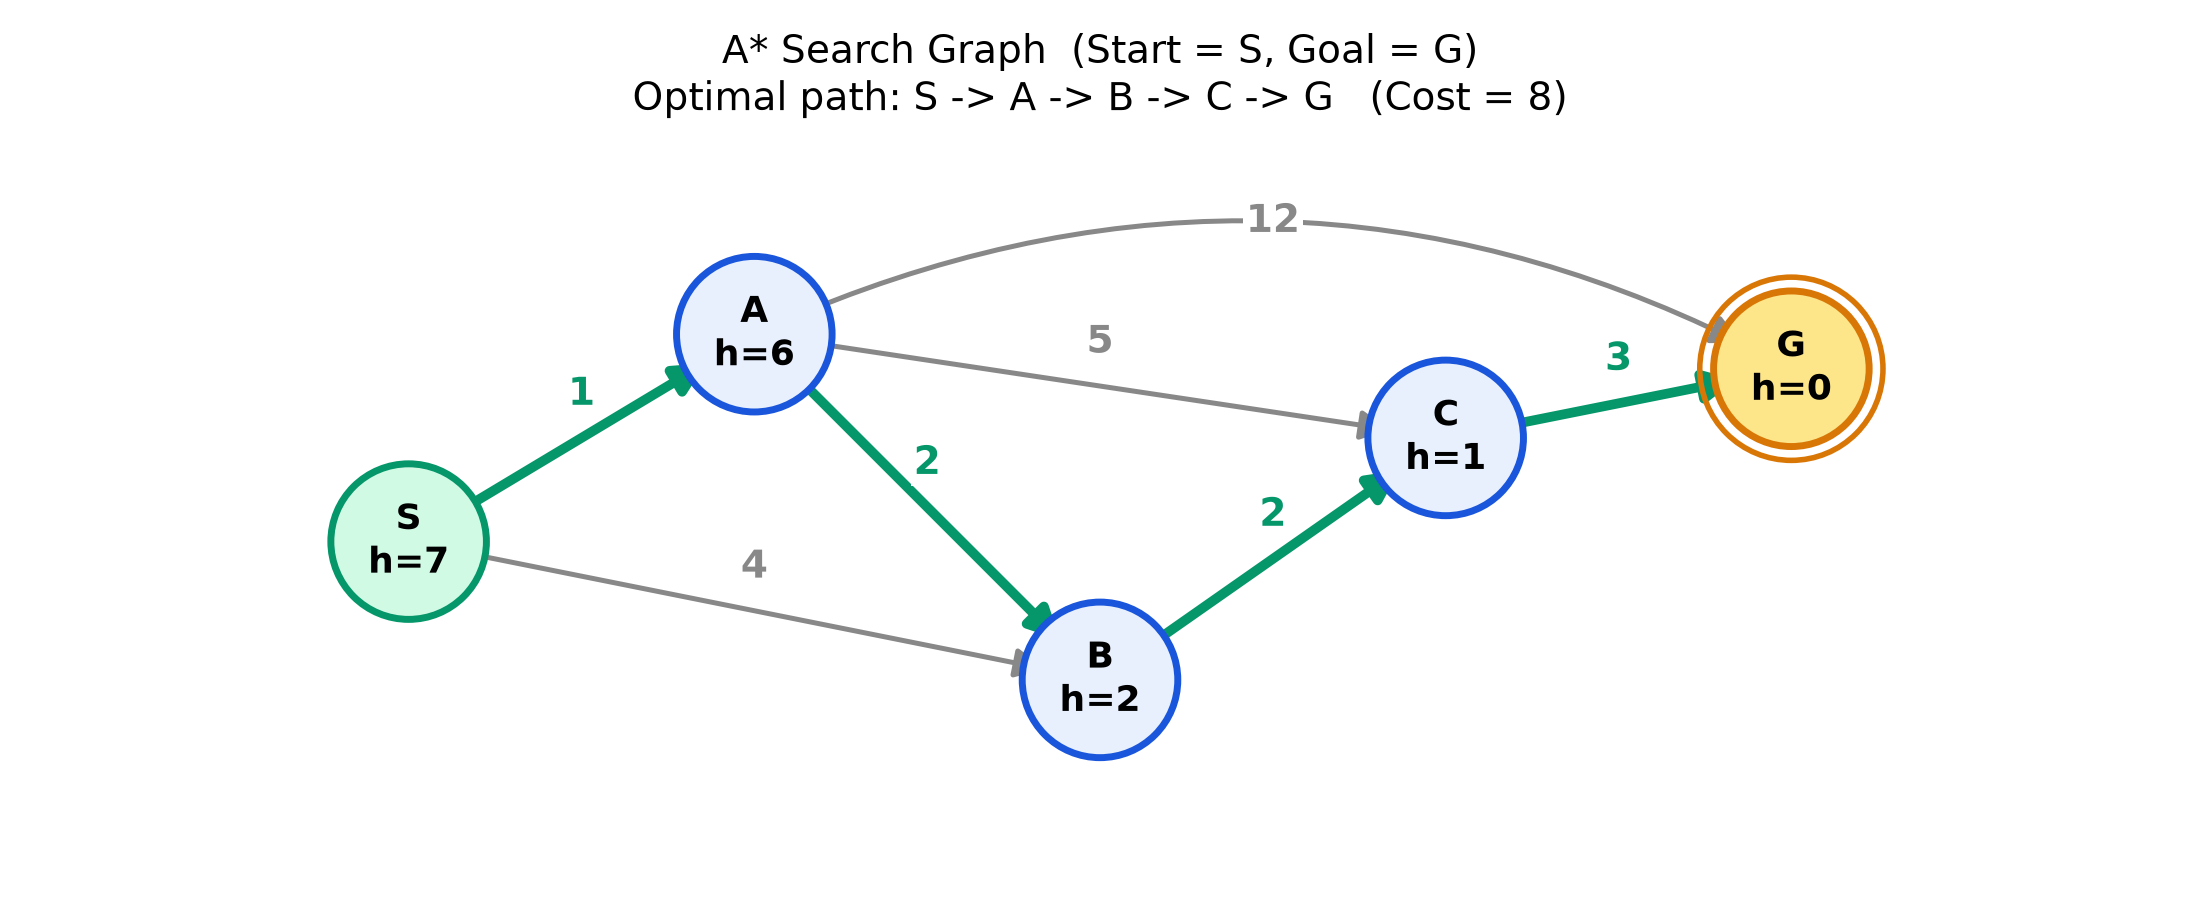 A* Search Graph  (Start = S, Goal = G)
Optimal path: S -> A -> B -> C -> G   (Cost = 8)
12
A
h=6
5
G
h=0
3
1
C
h=1
2
S
h=7
2
4
B
h=2